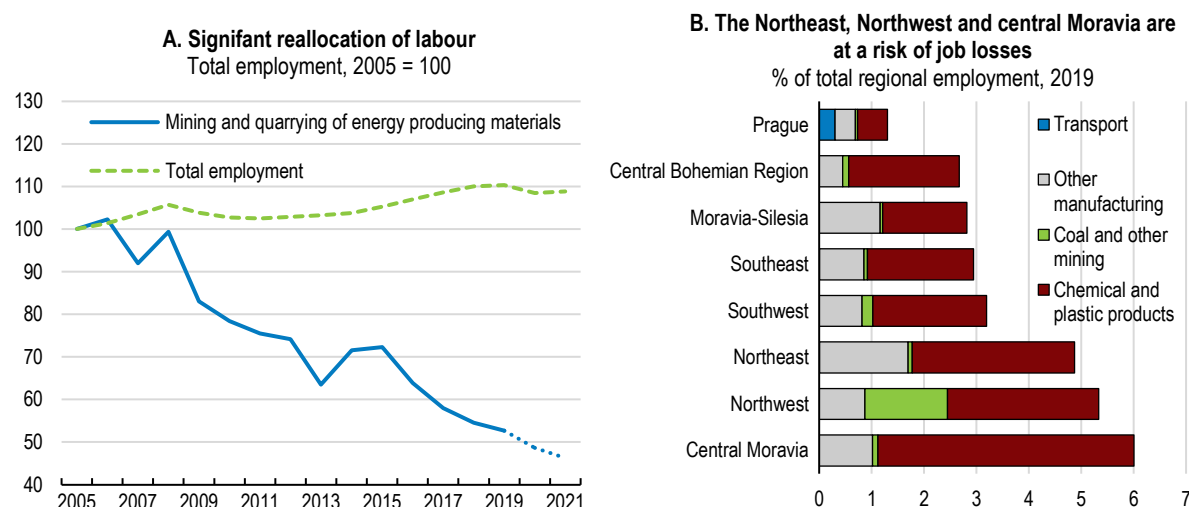 A. Signifant reallocation of labour
Total employment, 2005 = 100
130
120
110
100
90
80
70
60
50
40
Mining and quarrying of energy producing materials
Total employment
2005 2007 2009 2011 2013 2015 2017 2019 2021
B. The Northeast, Northwest and central Moravia are
at a risk of job losses
% of total regional employment, 2019
Prague
Central Bohemian Region
Moravia-Silesia
Southeast
Southwest
Northeast
Northwest
Central Moravia
Transport
Other
manufacturing
Coal and other
mining
Chemical and
plastic products
0 1 2 3 4 5 6 7